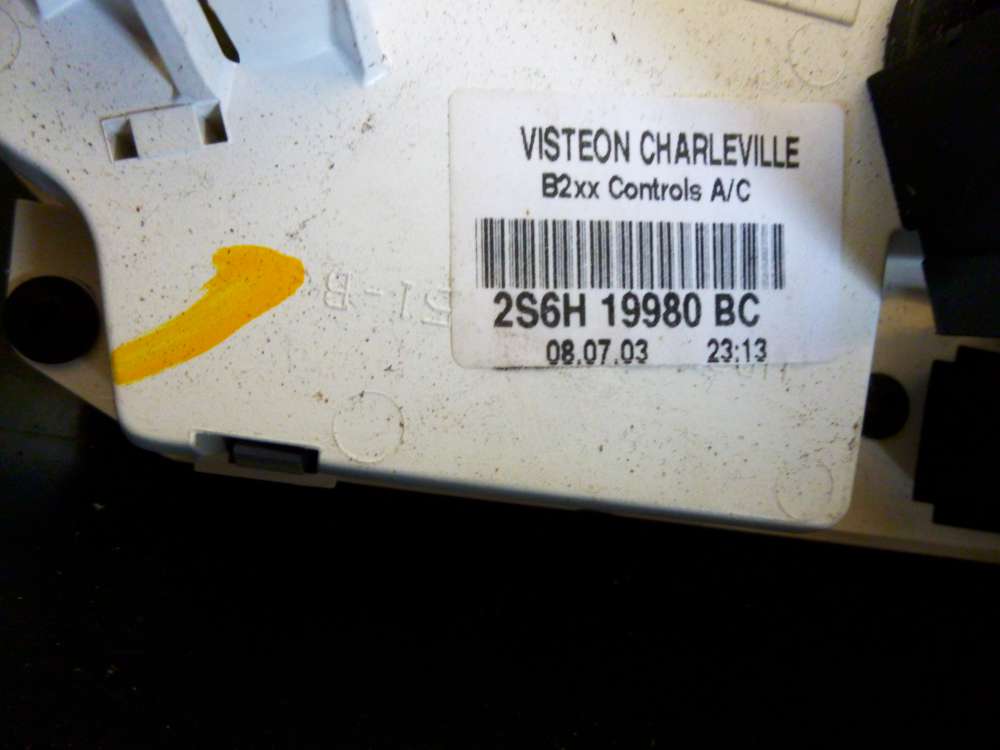 VISTEON CHARLEVILLE
B2xx Controls A/C
2S6H 19980 BC
08.07.03 23:13